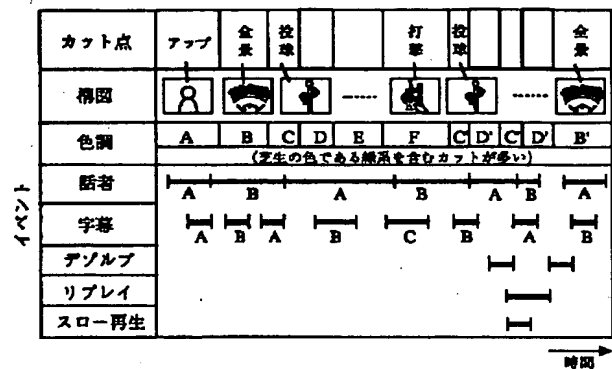 カット点 アップ 全景 投球 打撃 投球 全景
構図 ------ ------
色調 A B C D E F C D' C D' B'
(芝生の色である緑系を含むカットが多い)
イベント
話者 A B A B A B A
字幕 A B A B C B A B
デゾルブ
リプレイ
スロー再生
時間